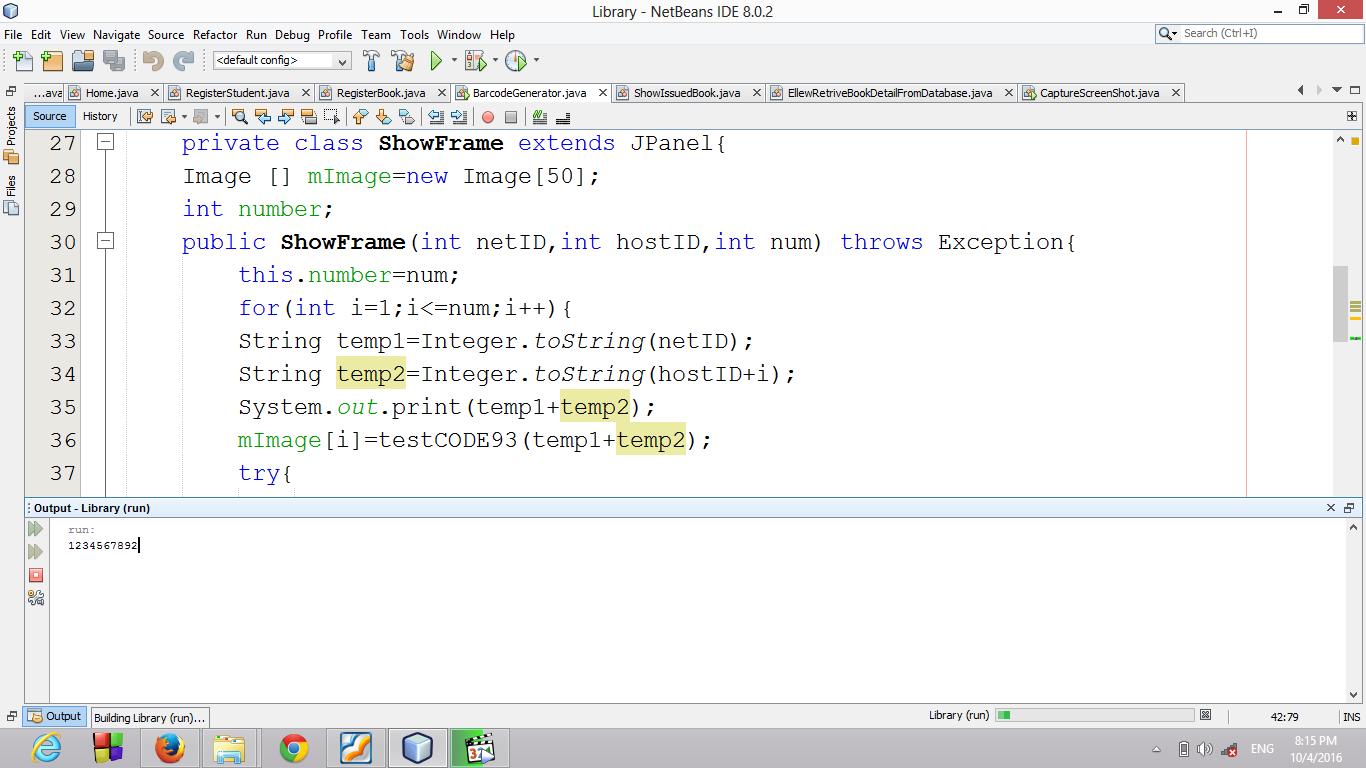 Library - NetBeans IDE 8.0.2
File Edit View Navigate Source Refactor Run Debug Profile Team Tools Window Help
Search (Ctrl+I)
<default config>
...ava Home.java RegisterStudent.java RegisterBook.java BarcodeGenerator.java ShowIssuedBook.java EllewRetriveBookDetailFromDatabase.java CaptureScreenShot.java
Projects
Files
Source History
27 private class ShowFrame extends JPanel{
28 Image [] mImage=new Image[50];
29 int number;
30 public ShowFrame(int netID,int hostID,int num) throws Exception{
31 this.number=num;
32 for(int i=1;i<=num;i++){
33 String temp1=Integer.toString(netID);
34 String temp2=Integer.toString(hostID+i);
35 System.out.print(temp1+temp2);
36 mImage[i]=testCODE93(temp1+temp2);
37 try{
Output - Library (run)
run:
1234567892
Output Building Library (run)... Library (run) 42:79 INS
ENG
8:15 PM
10/4/2016